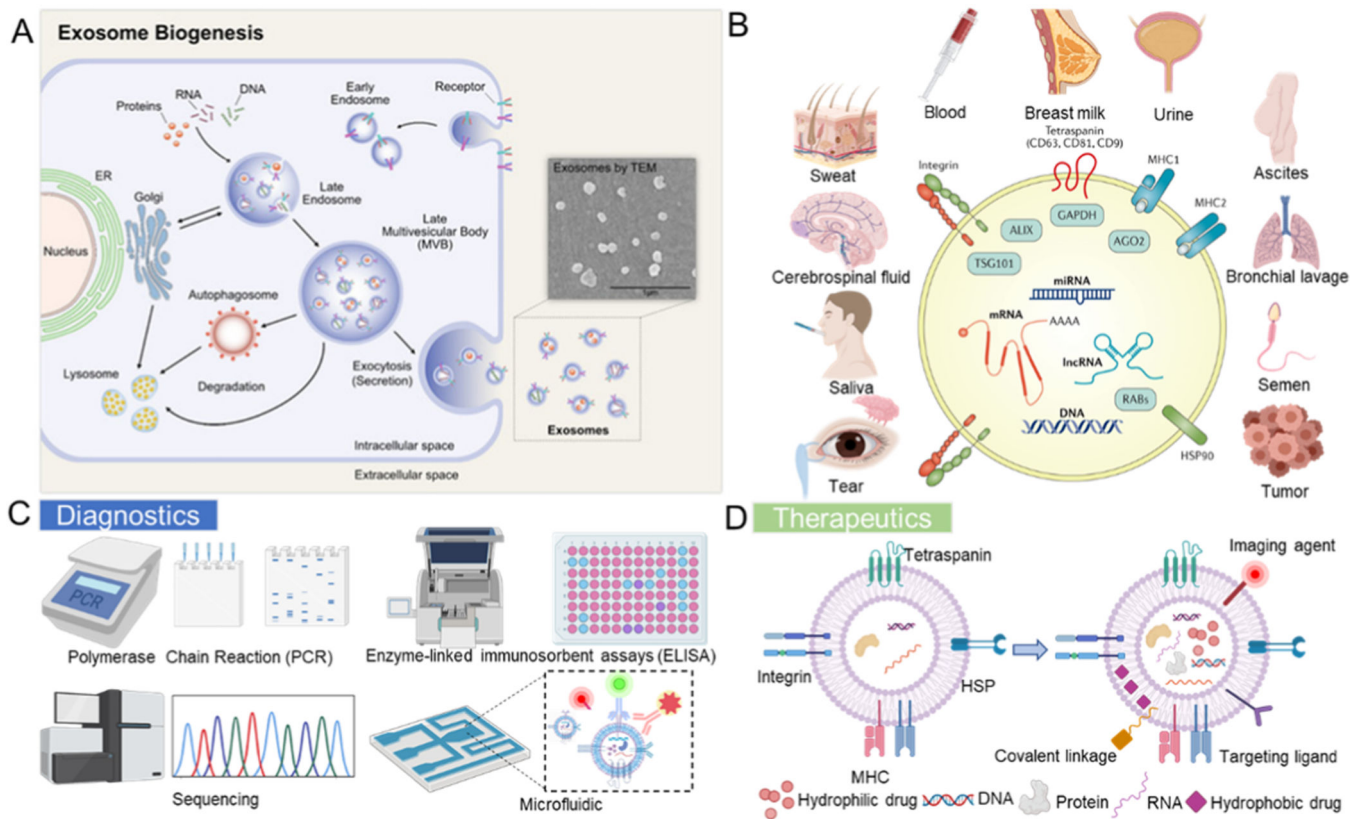 A
Exosome Biogenesis
Proteins
RNA
DNA
Early
Endosome
Receptor
ER
Golgi
Late
Endosome
Nucleus
Late
Multivesicular Body
(MVB)
Exosomes by TEM
1μm
Autophagosome
Lysosome
Degradation
Exocytosis
(Secretion)
Exosomes
Intracellular space
Extracellular space
B
Blood
Breast milk
Urine
Sweat
Cerebrospinal fluid
Saliva
Tear
Ascites
Bronchial lavage
Semen
Tumor
Tetraspanin
(CD63, CD81, CD9)
Integrin
MHC1
MHC2
ALIX
GAPDH
AGO2
TSG101
miRNA
mRNA
AAAA
lncRNA
RABs
DNA
HSP90
C
Diagnostics
PCR
Polymerase Chain Reaction (PCR)
Enzyme-linked immunosorbent assays (ELISA)
Sequencing
Microfluidic
D
Therapeutics
Tetraspanin
Imaging agent
Integrin
HSP
MHC
Covalent linkage
Targeting ligand
Hydrophilic drug
DNA
Protein
RNA
Hydrophobic drug